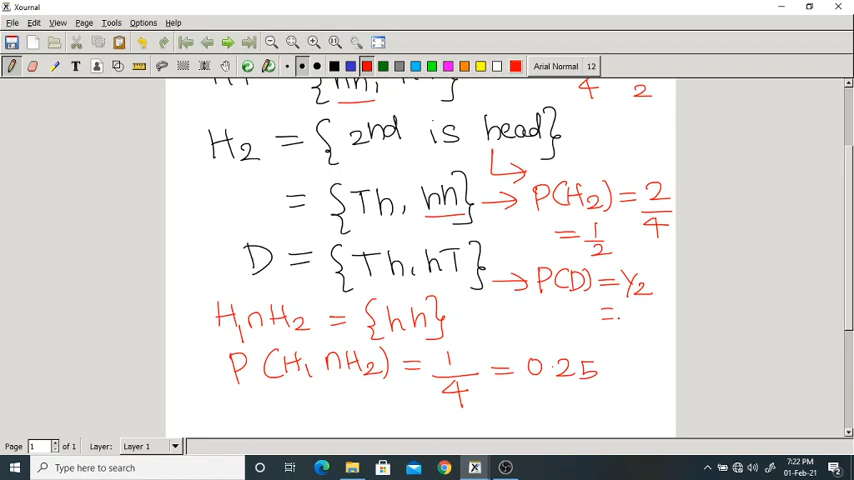 Xournal
File Edit View Page Tools Options Help
Arial Normal 12
{hh,
4 2
H2 = {2nd is head}
= {Th, hh} → P(H2) = 2/4
= 1/2
D = {Th, hT} → P(D) = 1/2
= .
H1∩H2 = {hh}
P(H1∩H2) = 1/4 = 0.25
Page 1 of 1 Layer: Layer 1
Type here to search
7:22 PM
01-Feb-21